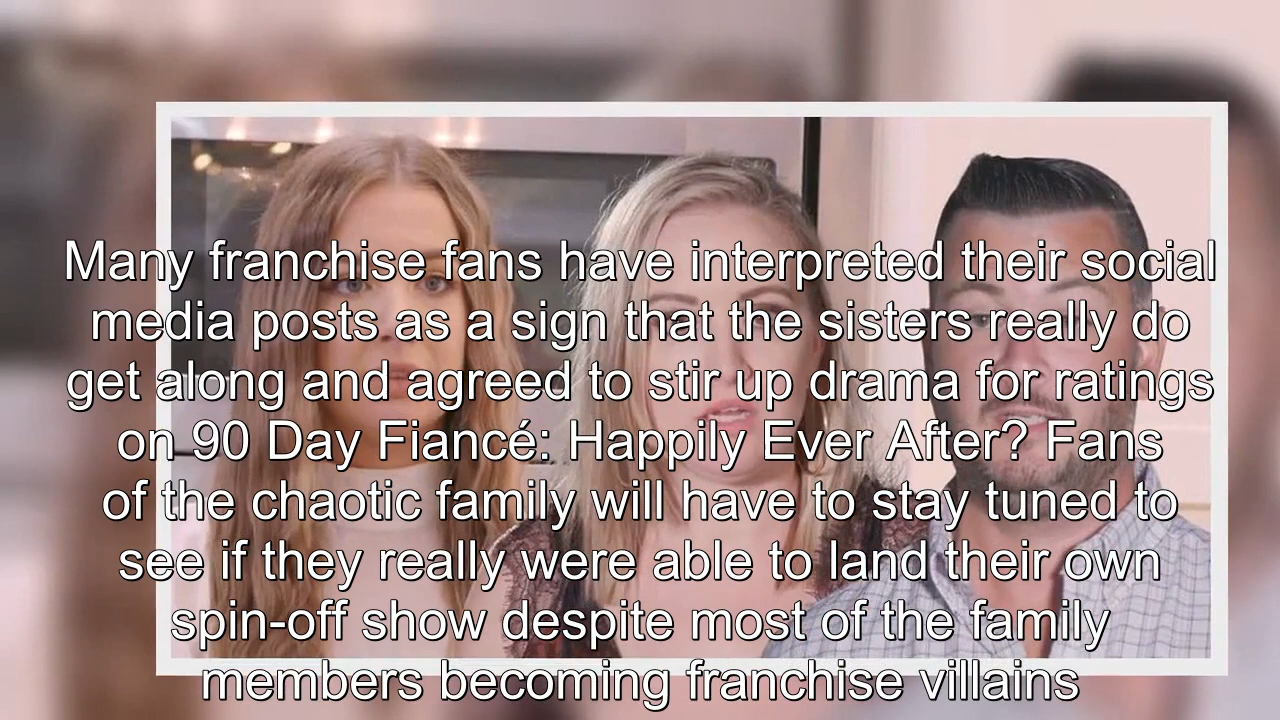 Many franchise fans have interpreted their social
media posts as a sign that the sisters really do
get along and agreed to stir up drama for ratings
on 90 Day Fiancé: Happily Ever After? Fans
of the chaotic family will have to stay tuned to
see if they really were able to land their own
spin-off show despite most of the family
members becoming franchise villains